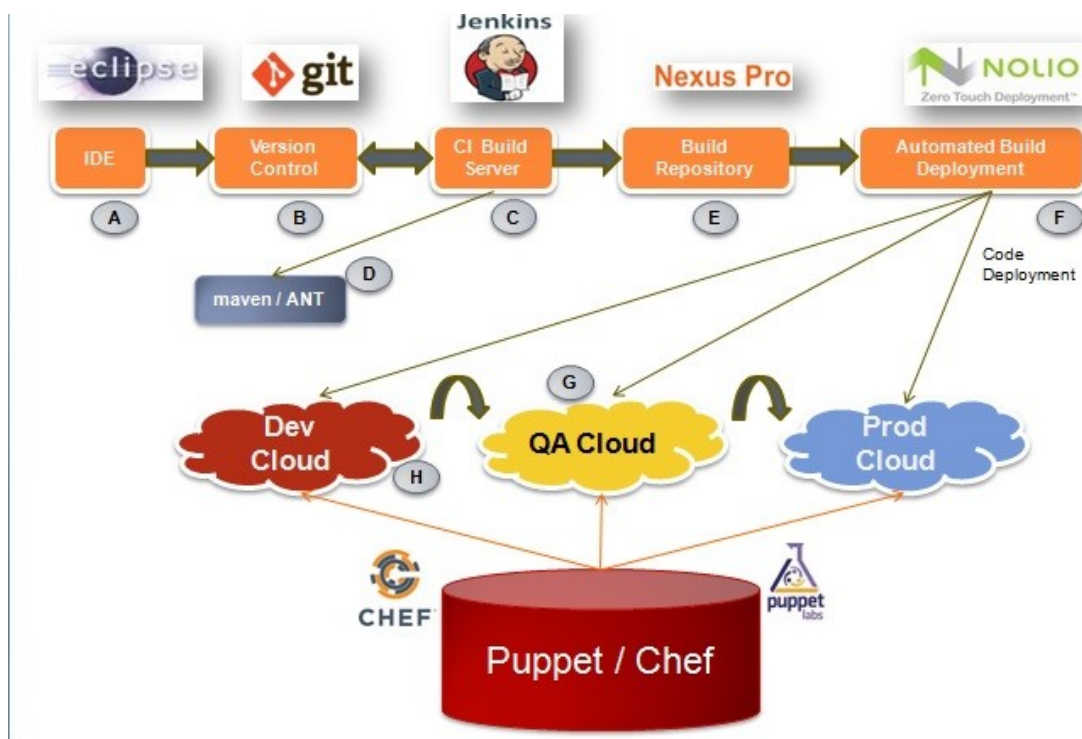 Jenkins
eclipse
git
Nexus Pro
NOLIO
Zero Touch Deployment™
IDE
Version
Control
CI Build
Server
Build
Repository
Automated Build
Deployment
A
B
C
E
F
D
maven / ANT
Code
Deployment
G
Dev
Cloud
QA Cloud
Prod
Cloud
H
CHEF
puppet
labs
Puppet / Chef